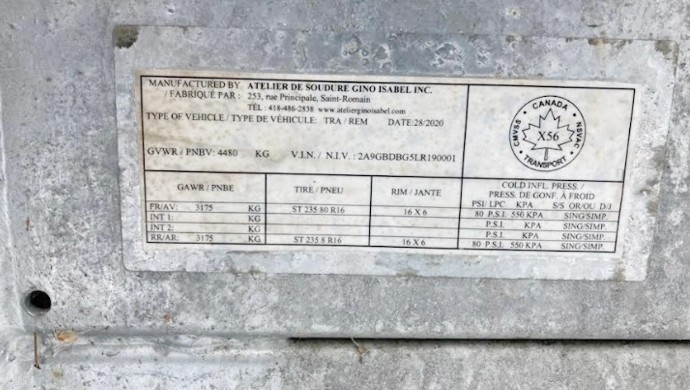 MANUFACTURED BY ATELIER DE SOUDURE GINO ISABEL INC.
/ FABRIQUÉ PAR : 253, rue Principale, Saint-Romain
TÉL : 418-486-2838 www.atelierginoisabel.com
TYPE OF VEHICLE / TYPE DE VÉHICULE: TRA / REM DATE:28/2020
GVWR / PNBV: 4480 KG V.I.N. / N.I.V. : 2A9GBDBG5LR190001
CANADA
CMVSS X56 NSVAC
TRANSPORT
GAWR / PNBE TIRE / PNEU RIM / JANTE COLD INFL. PRESS. /
PRESS. DE GONF. À FROID
PSI/ LPC KPA S/S OR/OU D/J
FR/AV: 3175 KG ST 235 80 R16 16 X 6 80 P.S.I. 550 KPA SING/SIMP.
INT 1: KG P.S.I. KPA SING/SIMP.
INT 2: KG P.S.I. KPA SING/SIMP.
RR/AR: 3175 KG ST 235 8 R16 16 X 6 80 P.S.I. 550 KPA SING/SIMP.